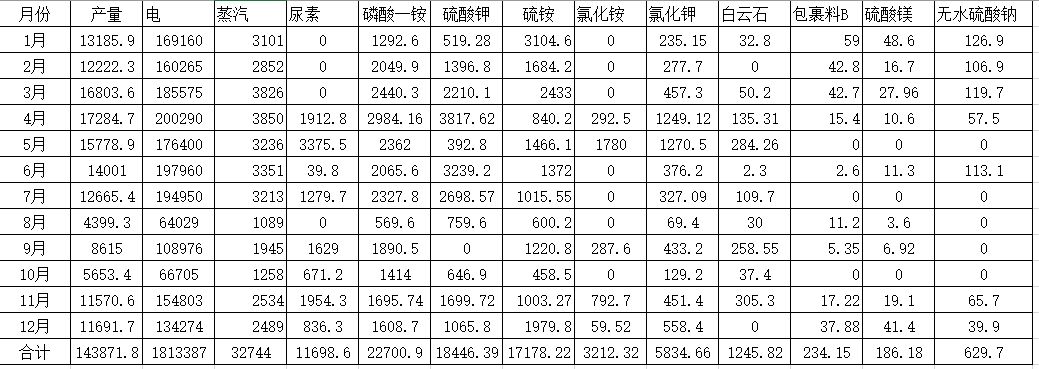 月份 产量 电 蒸汽 尿素 磷酸一铵 硫酸钾 硫铵 氯化铵 氯化钾 白云石 包裹料B 硫酸镁 无水硫酸钠
1月 13185.9 169160 3101 0 1292.6 519.28 3104.6 0 235.15 32.8 59 48.6 126.9
2月 12222.3 160265 2852 0 2049.9 1396.8 1684.2 0 277.7 0 42.8 16.7 106.9
3月 16803.6 185575 3826 0 2440.3 2210.1 2433 0 457.3 50.2 42.7 27.96 119.7
4月 17284.7 200290 3850 1912.8 2984.16 3817.62 840.2 292.5 1249.12 135.31 15.4 10.6 57.5
5月 15778.9 176400 3236 3375.5 2362 392.8 1466.1 1780 1270.5 284.26 0 0 0
6月 14001 197960 3351 39.8 2065.6 3239.2 1372 0 376.2 2.3 2.6 11.3 113.1
7月 12665.4 194950 3213 1279.7 2327.8 2698.57 1015.55 0 327.09 109.7 0 0 0
8月 4399.3 64029 1089 0 569.6 759.6 600.2 0 69.4 30 11.2 3.6 0
9月 8615 108976 1945 1629 1890.5 0 1220.8 287.6 433.2 258.55 5.35 6.92 0
10月 5653.4 66705 1258 671.2 1414 646.9 458.5 0 129.2 37.4 0 0 0
11月 11570.6 154803 2534 1954.3 1695.74 1699.72 1003.27 792.7 451.4 305.3 17.22 19.1 65.7
12月 11691.7 134274 2489 836.3 1608.7 1065.8 1979.8 59.52 558.4 0 37.88 41.4 39.9
合计 143871.8 1813387 32744 11698.6 22700.9 18446.39 17178.22 3212.32 5834.66 1245.82 234.15 186.18 629.7